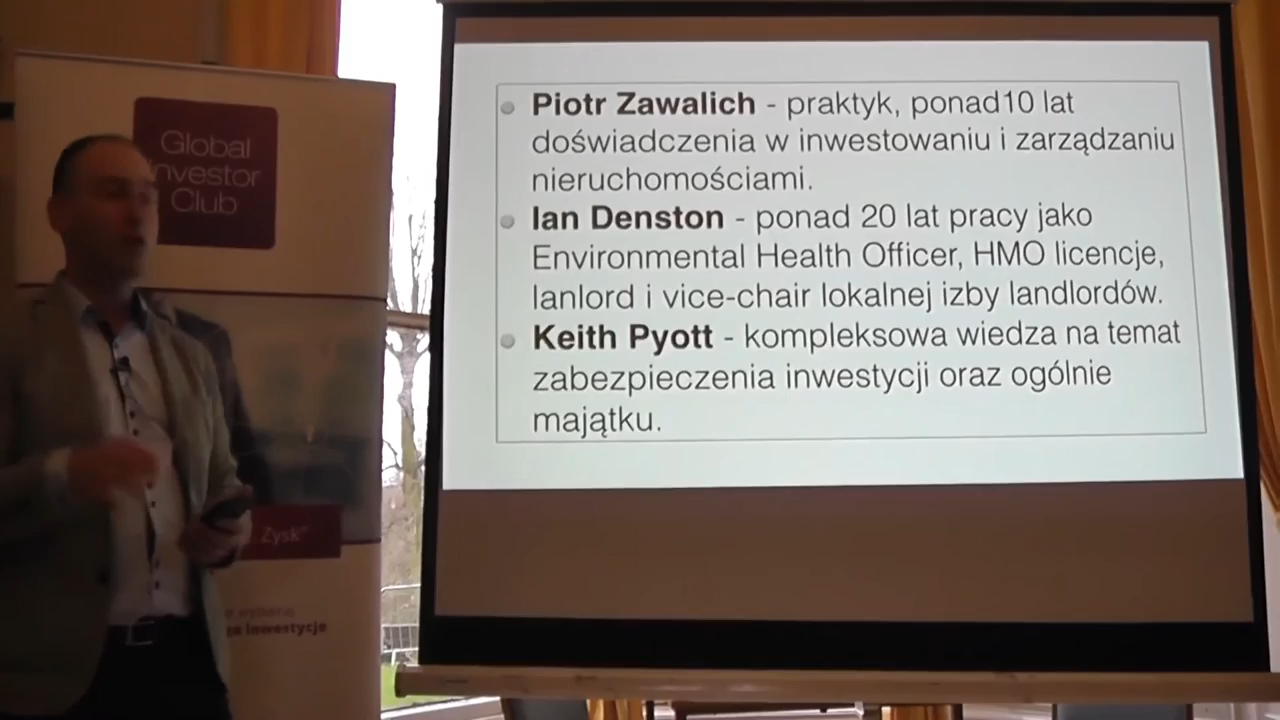 Global
Investor
Club
Zysk"
inwestycje
Piotr Zawalich - praktyk, ponad10 lat
doświadczenia w inwestowaniu i zarządzaniu
nieruchomościami.
Ian Denston - ponad 20 lat pracy jako
Environmental Health Officer, HMO licencje,
lanlord i vice-chair lokalnej izby landlordów.
Keith Pyott - kompleksowa wiedza na temat
zabezpieczenia inwestycji oraz ogólnie
majątku.